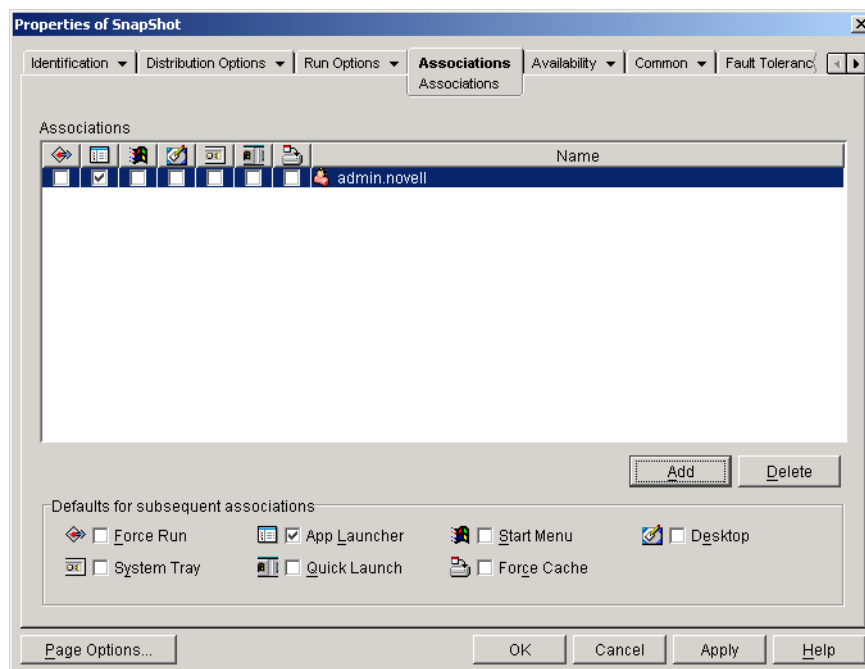 Properties of SnapShot
Identification Distribution Options Run Options Associations Availability Common Fault Toleranc
Associations
Associations
Name
admin.novell
Add Delete
Defaults for subsequent associations
Force Run App Launcher Start Menu Desktop
System Tray Quick Launch Force Cache
Page Options... OK Cancel Apply Help